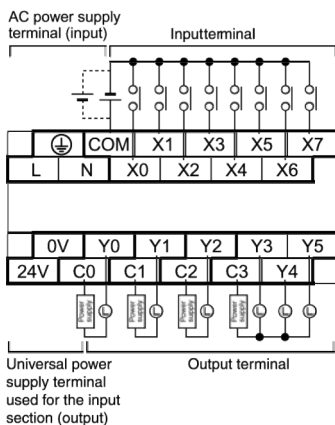 AC power supply
terminal (input)
Inputterminal
COM X1 X3 X5 X7
L N X0 X2 X4 X6
0V Y0 Y1 Y2 Y3 Y5
24V C0 C1 C2 C3 Y4
Power supply
Power supply
Power supply
Power supply
L L L L L L
Universal power
supply terminal
used for the input
section (output)
Output terminal